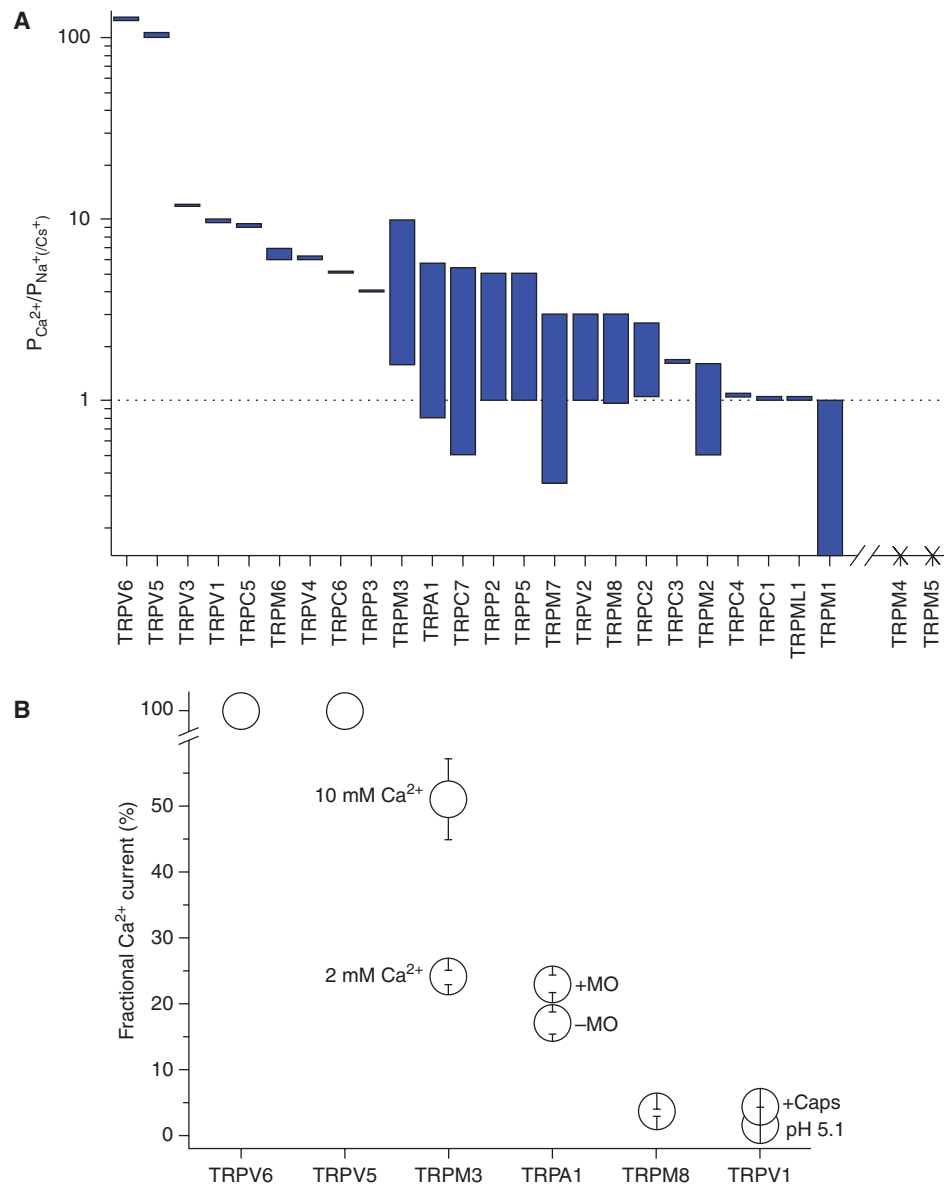 A
100
10
1
P_Ca²⁺/P_Na⁺(/Cs⁺)
TRPV6
TRPV5
TRPV3
TRPV1
TRPC5
TRPM6
TRPV4
TRPC6
TRPP3
TRPM3
TRPA1
TRPC7
TRPP2
TRPP5
TRPM7
TRPV2
TRPM8
TRPC2
TRPC3
TRPM2
TRPC4
TRPC1
TRPML1
TRPM1
TRPM4
TRPM5
B
100
50
40
30
20
10
0
Fractional Ca²⁺ current (%)
10 mM Ca²⁺
2 mM Ca²⁺
+MO
–MO
+Caps
pH 5.1
TRPV6 TRPV5 TRPM3 TRPA1 TRPM8 TRPV1